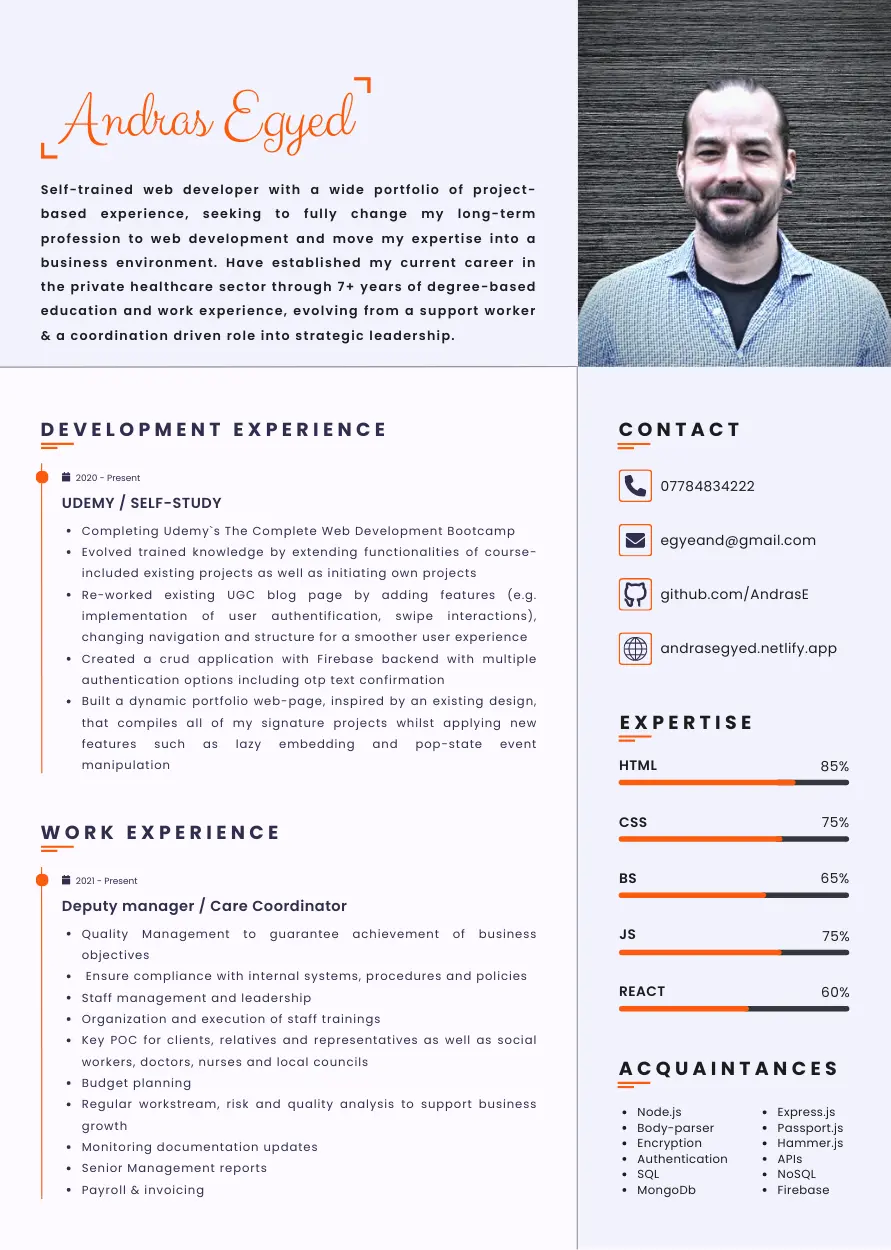 Andras Egyed
Self-trained web developer with a wide portfolio of project-
based experience, seeking to fully change my long-term
profession to web development and move my expertise into a
business environment. Have established my current career in
the private healthcare sector through 7+ years of degree-based
education and work experience, evolving from a support worker
& a coordination driven role into strategic leadership.
DEVELOPMENT EXPERIENCE
2020 - Present
UDEMY / SELF-STUDY
• Completing Udemy`s The Complete Web Development Bootcamp
• Evolved trained knowledge by extending functionalities of course-
included existing projects as well as initiating own projects
• Re-worked existing UGC blog page by adding features (e.g.
implementation of user authentification, swipe interactions),
changing navigation and structure for a smoother user experience
• Created a crud application with Firebase backend with multiple
authentication options including otp text confirmation
• Built a dynamic portfolio web-page, inspired by an existing design,
that compiles all of my signature projects whilst applying new
features such as lazy embedding and pop-state event
manipulation
WORK EXPERIENCE
2021 - Present
Deputy manager / Care Coordinator
• Quality Management to guarantee achievement of business
objectives
• Ensure compliance with internal systems, procedures and policies
• Staff management and leadership
• Organization and execution of staff trainings
• Key POC for clients, relatives and representatives as well as social
workers, doctors, nurses and local councils
• Budget planning
• Regular workstream, risk and quality analysis to support business
growth
• Monitoring documentation updates
• Senior Management reports
• Payroll & invoicing
CONTACT
07784834222
egyeand@gmail.com
github.com/AndrasE
andrasegyed.netlify.app
EXPERTISE
HTML 85%
CSS 75%
BS 65%
JS 75%
REACT 60%
ACQUAINTANCES
• Node.js
• Body-parser
• Encryption
• Authentication
• SQL
• MongoDb
• Express.js
• Passport.js
• Hammer.js
• APIs
• NoSQL
• Firebase